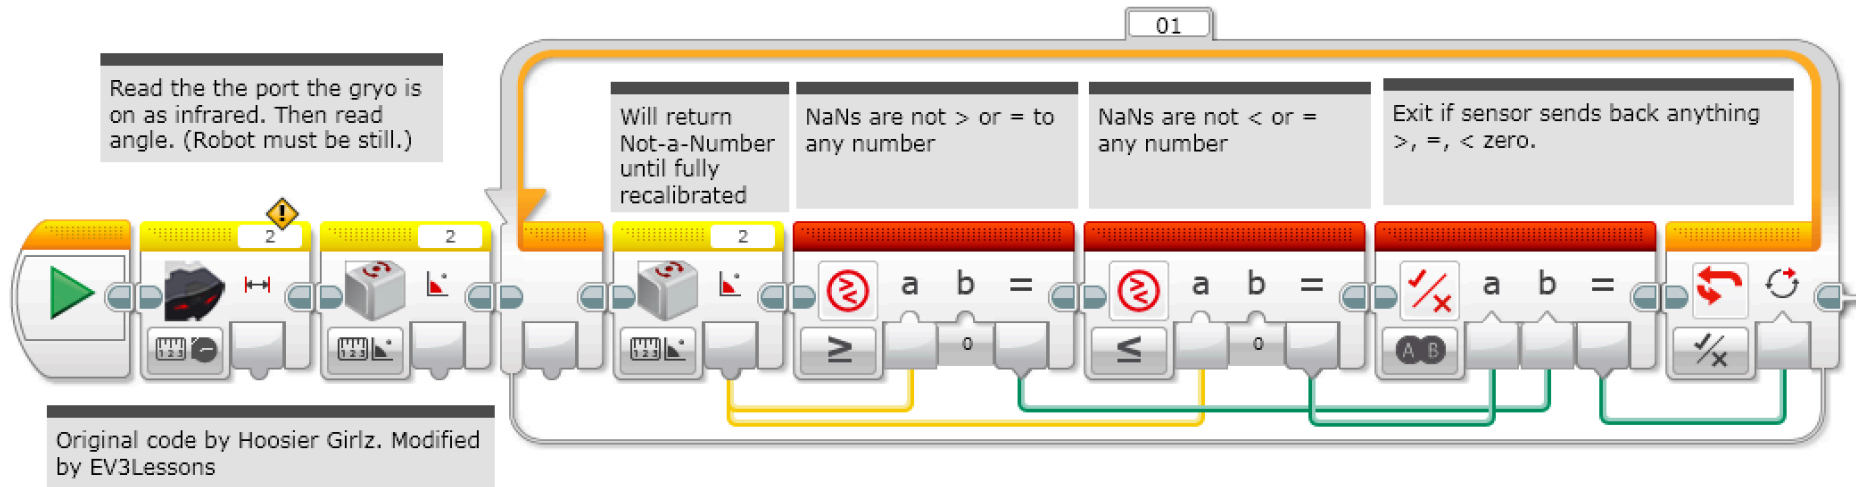 01
Read the the port the gryo is
on as infrared. Then read
angle. (Robot must be still.)
Will return
Not-a-Number
until fully
recalibrated
NaNs are not > or = to
any number
NaNs are not < or =
any number
Exit if sensor sends back anything
>, =, < zero.
!
2
2
2
a b =
a b =
a b =
123
123
123
≥
0
≤
0
A B
Original code by Hoosier Girlz. Modified
by EV3Lessons